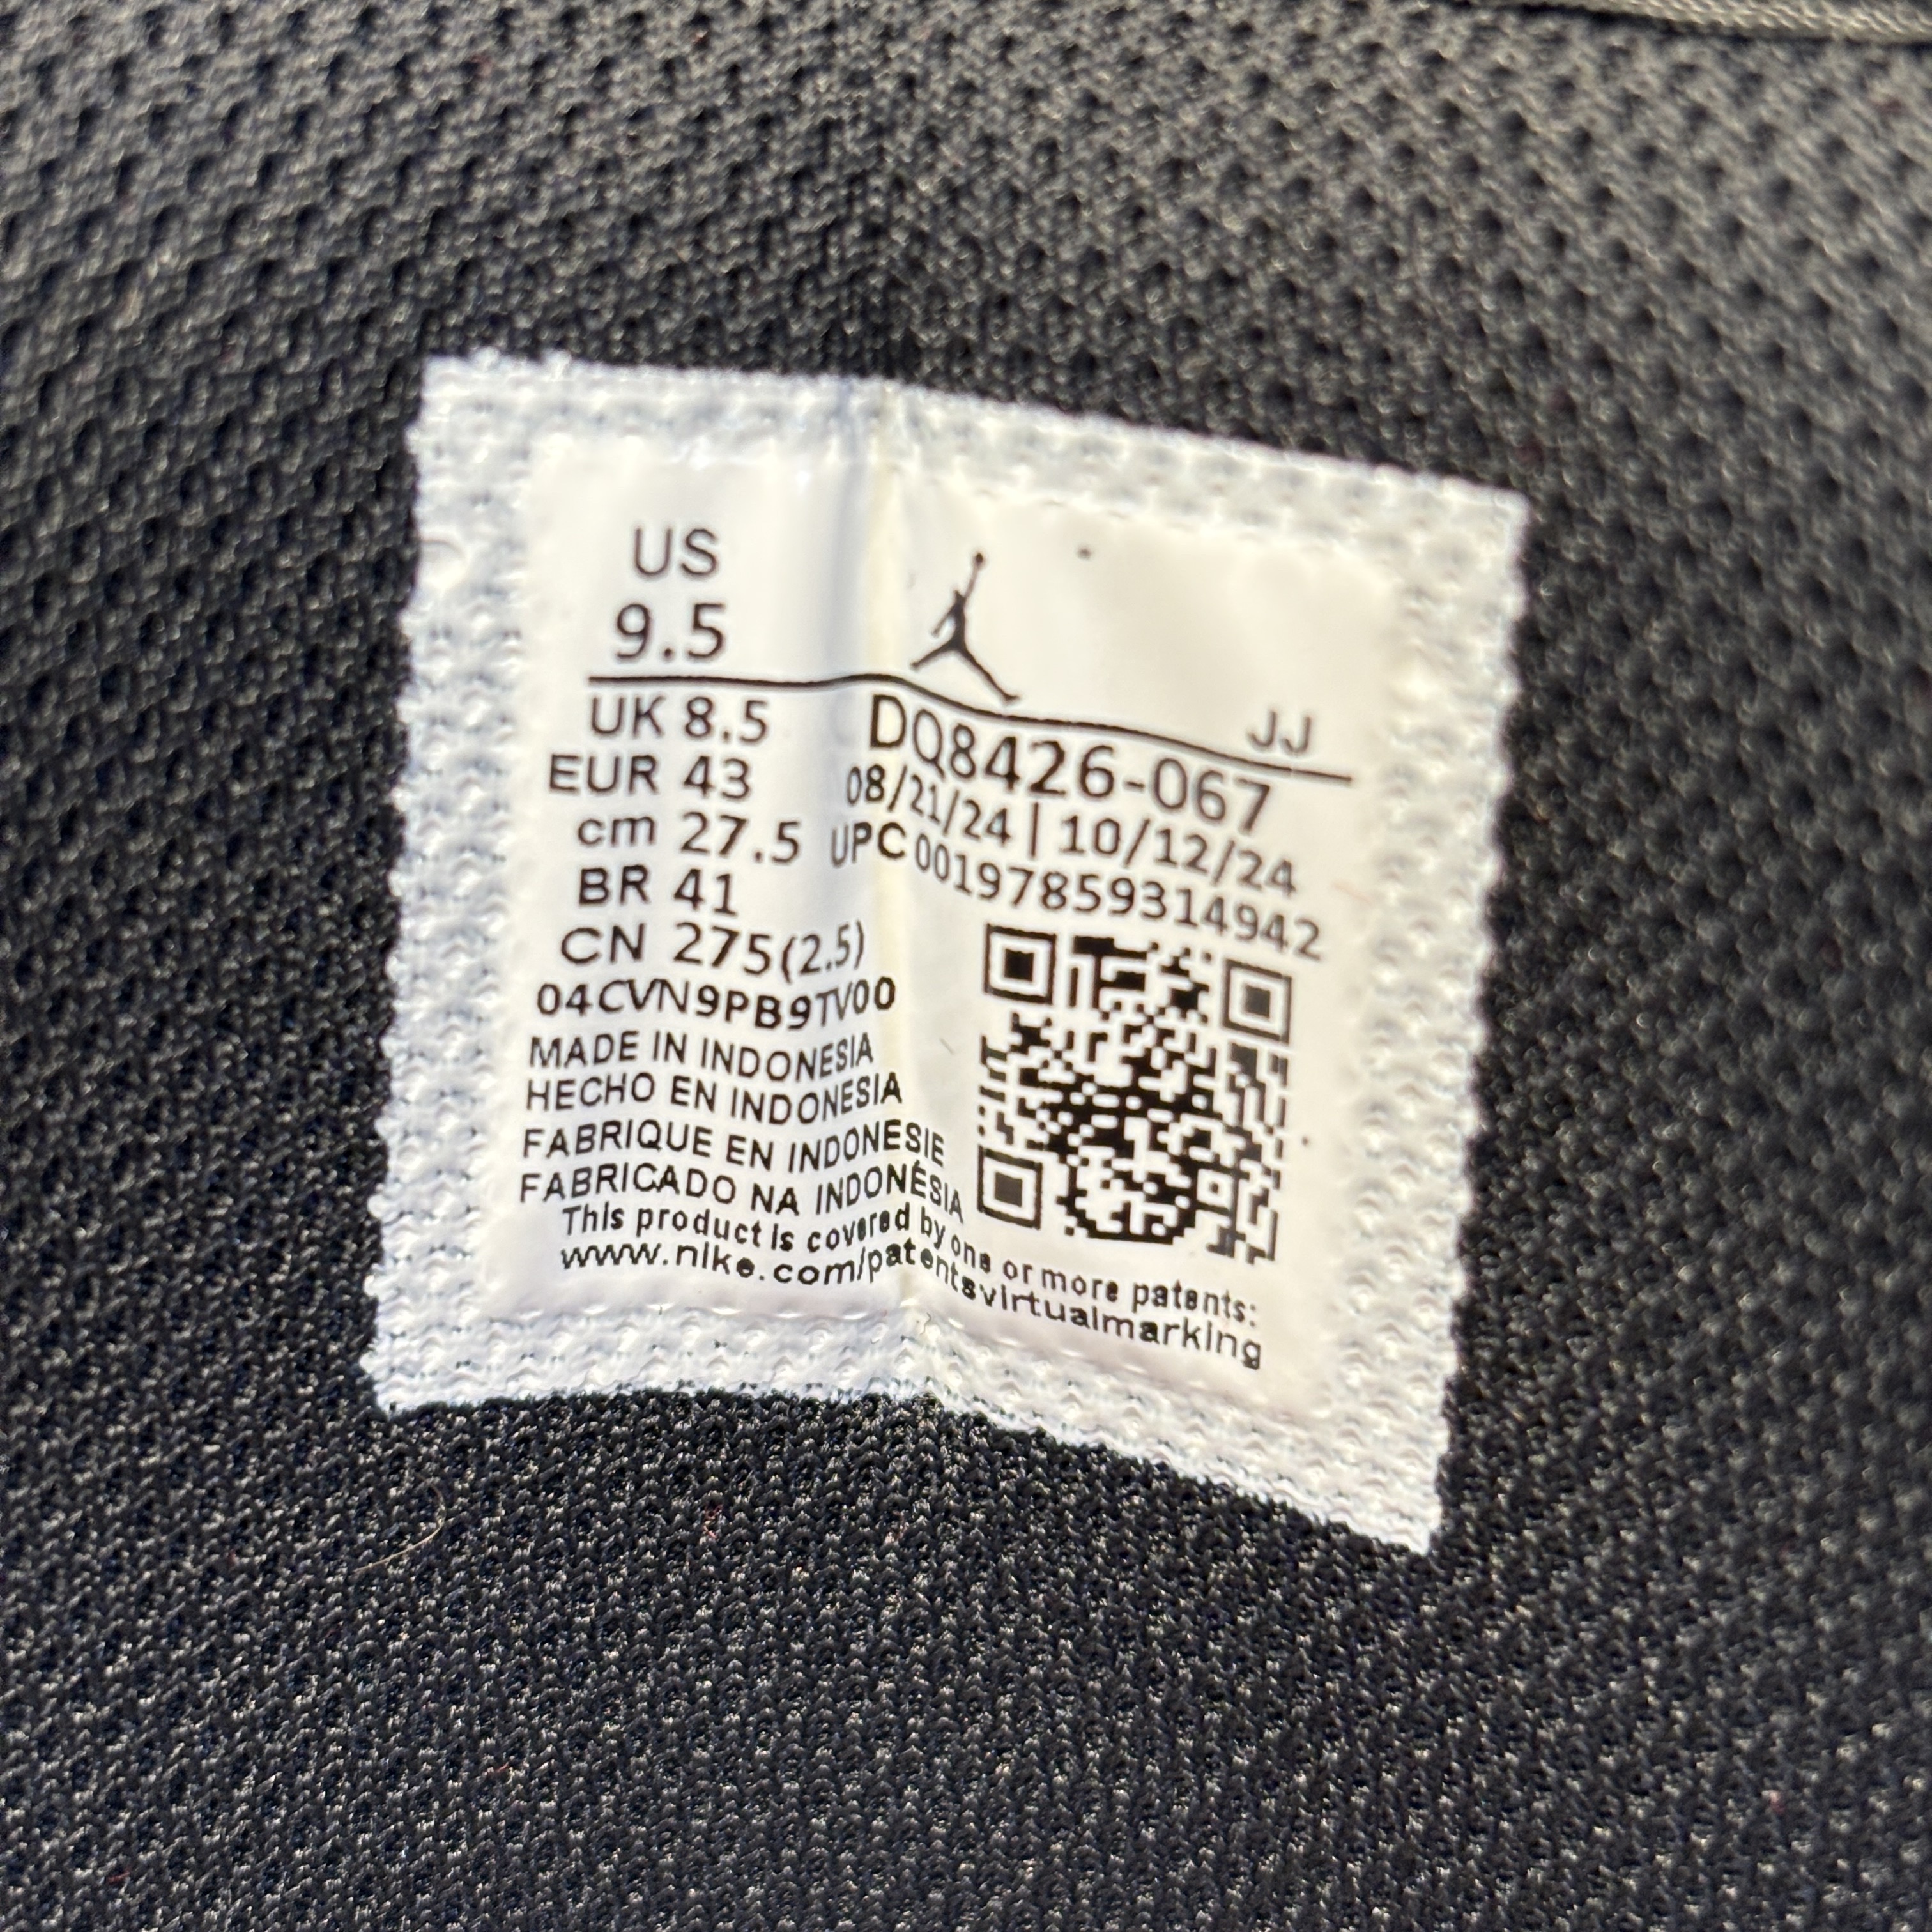 US
9.5
JJ
UK 8.5
DQ8426-067
EUR 43
08/21/24 | 10/12/24
cm 27.5
UPC 00197859314942
BR 41
CN 275(2.5)
04CVN9PB9TV00
MADE IN INDONESIA
HECHO EN INDONESIA
FABRIQUE EN INDONESIE
FABRICADO NA INDONÉSIA
This product is covered by one or more patents:
www.nike.com/patentsvirtualmarking